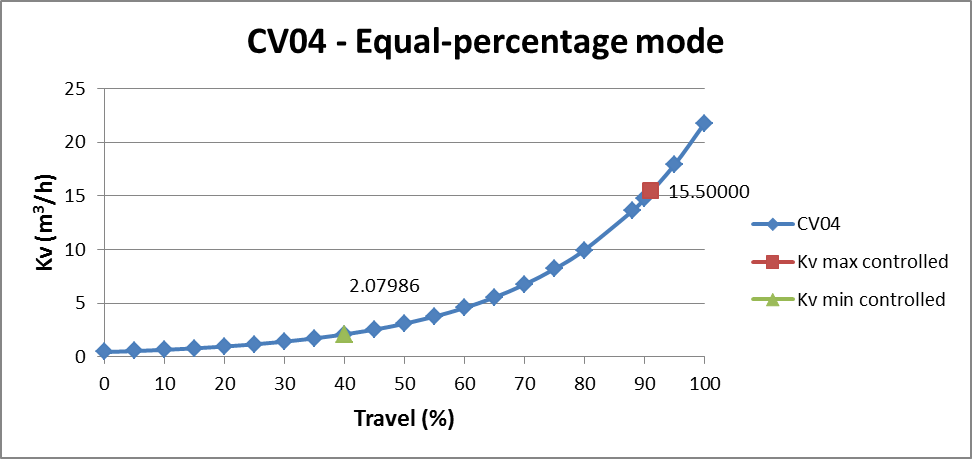 CV04 - Equal-percentage mode
25
20
15
10
5
0
Kv (m³/h)
15.50000
2.07986
CV04
Kv max controlled
Kv min controlled
0 10 20 30 40 50 60 70 80 90 100
Travel (%)